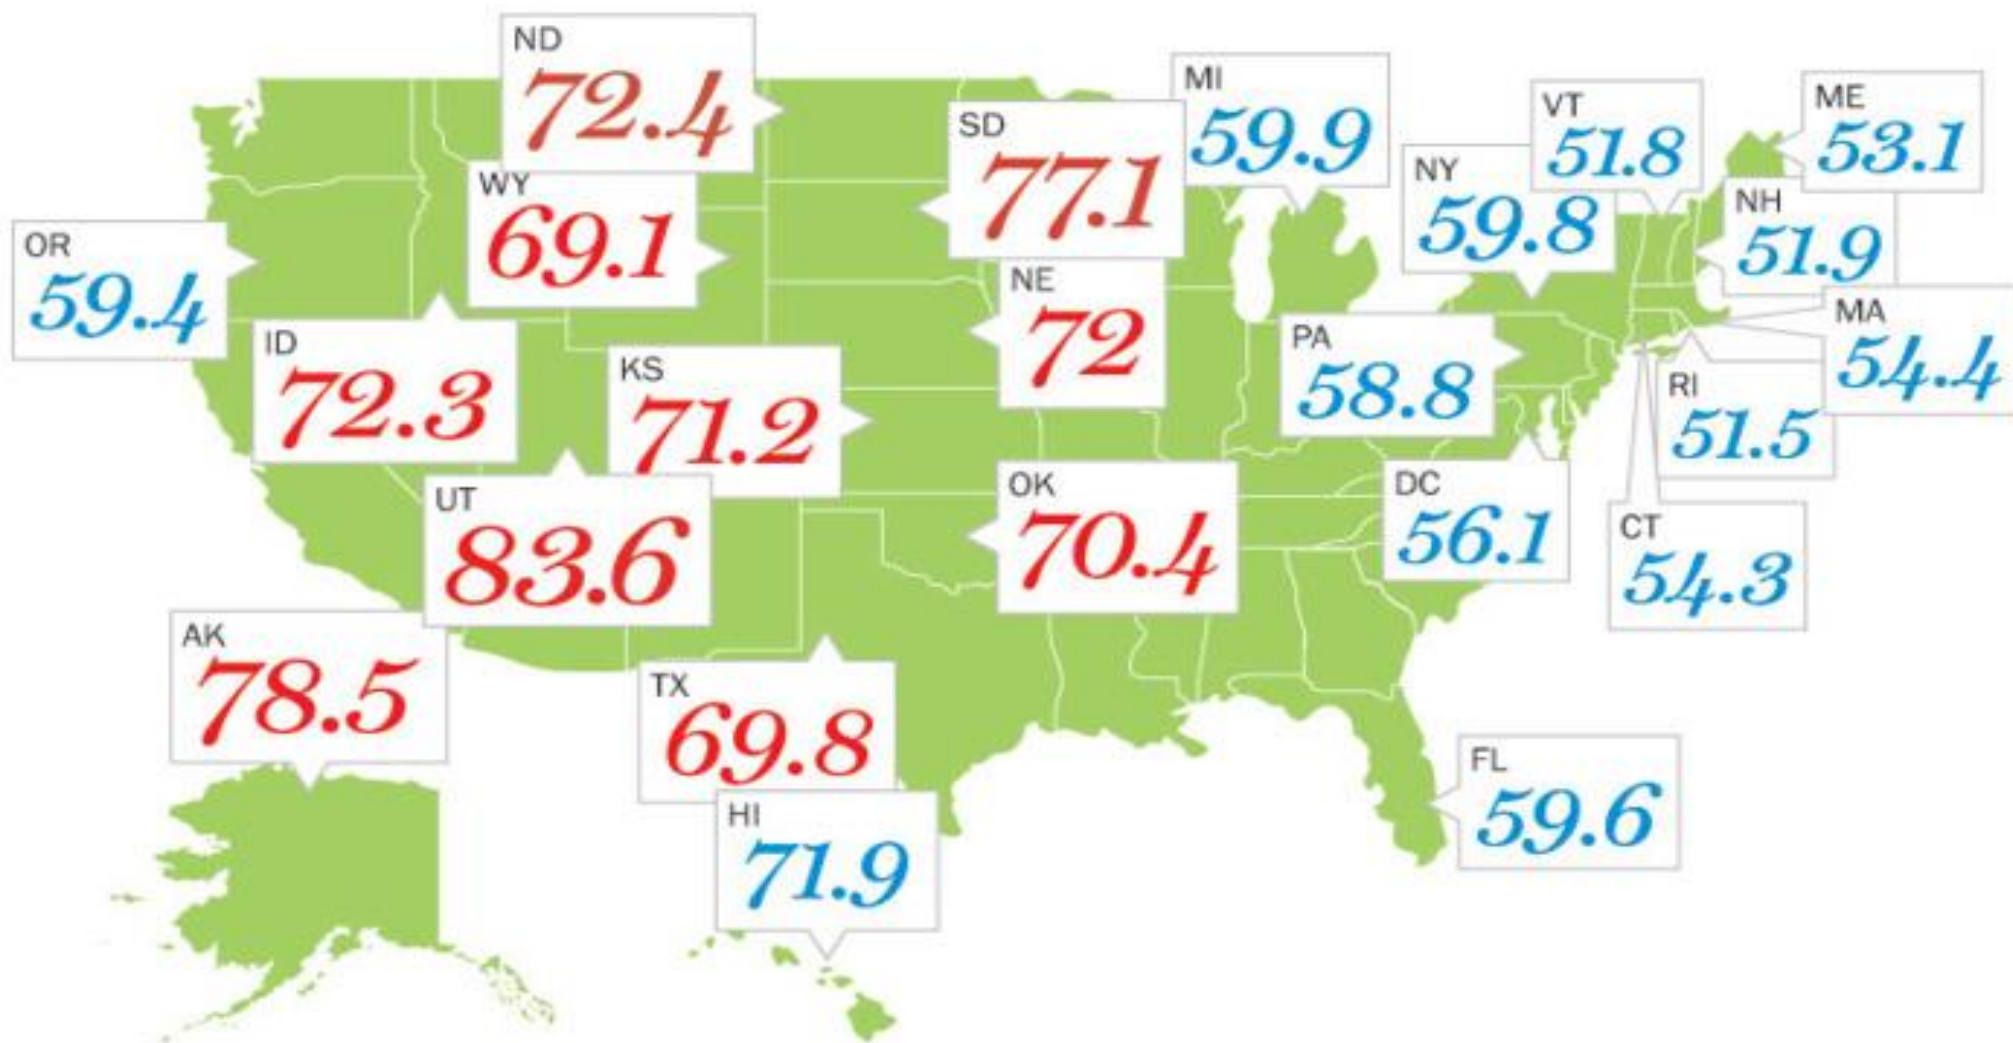 ND
72.4
MI
59.9
VT
51.8
ME
53.1
SD
77.1
NY
59.8
WY
69.1
NH
51.9
OR
59.4
NE
72
MA
54.4
ID
72.3
KS
71.2
PA
58.8
RI
51.5
UT
83.6
OK
70.4
DC
56.1
CT
54.3
AK
78.5
TX
69.8
FL
59.6
HI
71.9